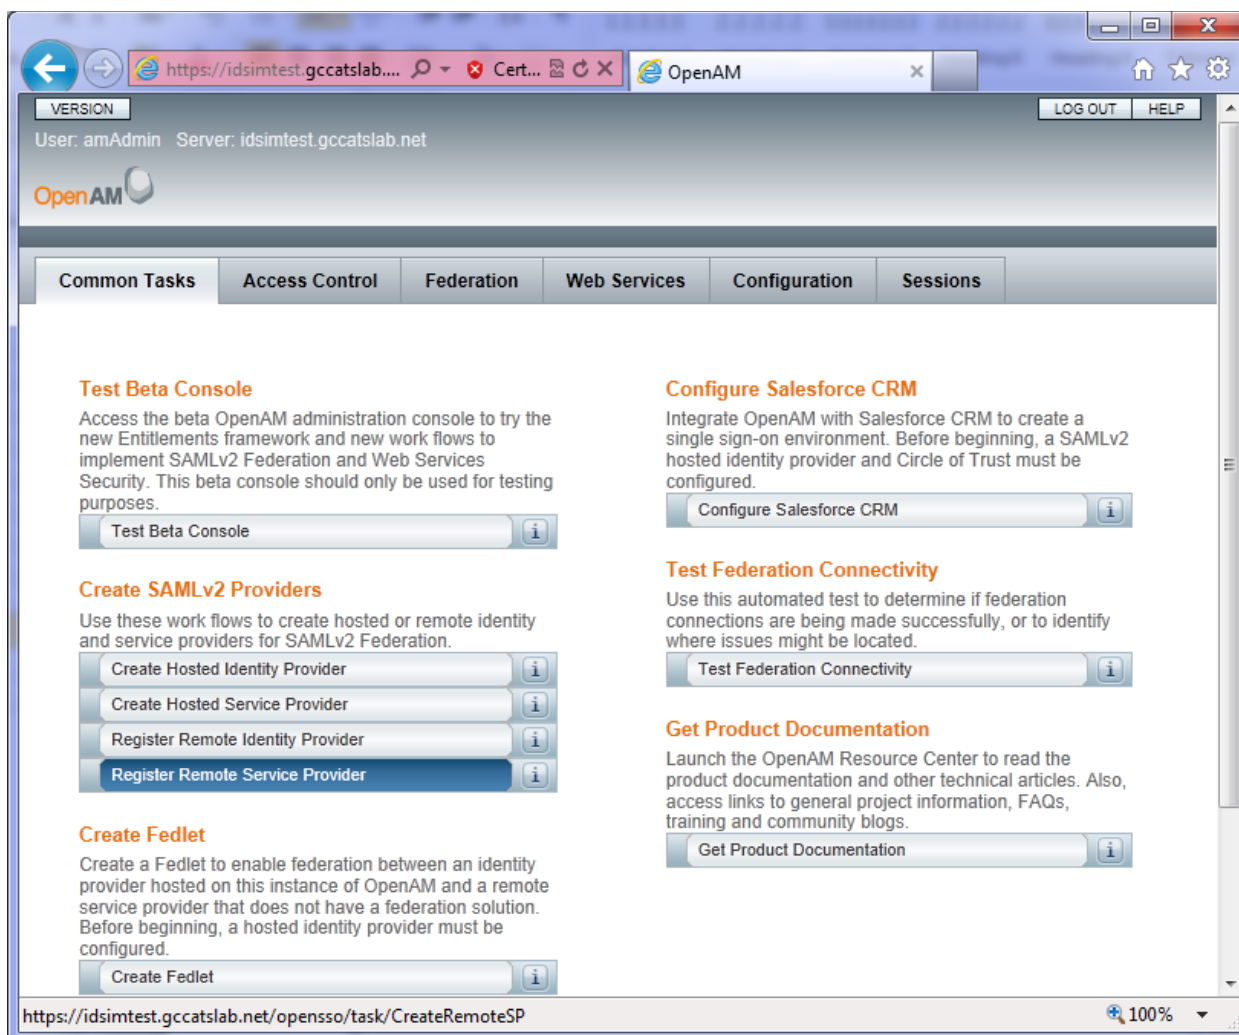 https://idsimtest.gccatslab.... Cert... OpenAM
VERSION LOG OUT HELP
User: amAdmin Server: idsimtest.gccatslab.net
OpenAM
Common Tasks Access Control Federation Web Services Configuration Sessions
Test Beta Console
Access the beta OpenAM administration console to try the
new Entitlements framework and new work flows to
implement SAMLv2 Federation and Web Services
Security. This beta console should only be used for testing
purposes.
Test Beta Console
Create SAMLv2 Providers
Use these work flows to create hosted or remote identity
and service providers for SAMLv2 Federation.
Create Hosted Identity Provider
Create Hosted Service Provider
Register Remote Identity Provider
Register Remote Service Provider
Create Fedlet
Create a Fedlet to enable federation between an identity
provider hosted on this instance of OpenAM and a remote
service provider that does not have a federation solution.
Before beginning, a hosted identity provider must be
configured.
Create Fedlet
Configure Salesforce CRM
Integrate OpenAM with Salesforce CRM to create a
single sign-on environment. Before beginning, a SAMLv2
hosted identity provider and Circle of Trust must be
configured.
Configure Salesforce CRM
Test Federation Connectivity
Use this automated test to determine if federation
connections are being made successfully, or to identify
where issues might be located.
Test Federation Connectivity
Get Product Documentation
Launch the OpenAM Resource Center to read the
product documentation and other technical articles. Also,
access links to general project information, FAQs,
training and community blogs.
Get Product Documentation
https://idsimtest.gccatslab.net/opensso/task/CreateRemoteSP 100%